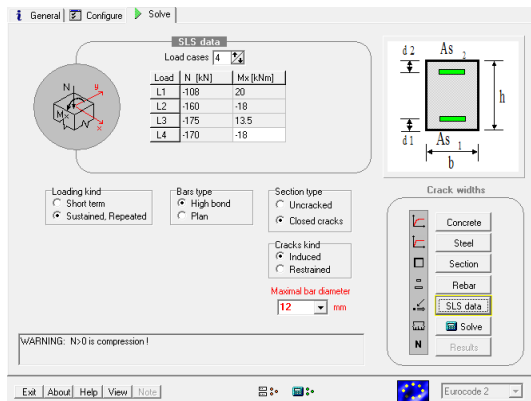 General Configure Solve
SLS data
Load cases 4
Load N [kN] Mx [kNm]
L1 -108 20
L2 -160 -18
L3 -175 13.5
L4 -170 -18
N y Mx x
d2 As 2
h
d1 As 1
b
Loading kind
Short term
Sustained, Repeated
Bars type
High bond
Plan
Section type
Uncracked
Closed cracks
Cracks kind
Induced
Restrained
Maximal bar diameter
12 mm
Crack widths
Concrete
Steel
Section
Rebar
SLS data
Solve
N Results
WARNING: N>0 is compression !
Exit About Help View Note Eurocode 2